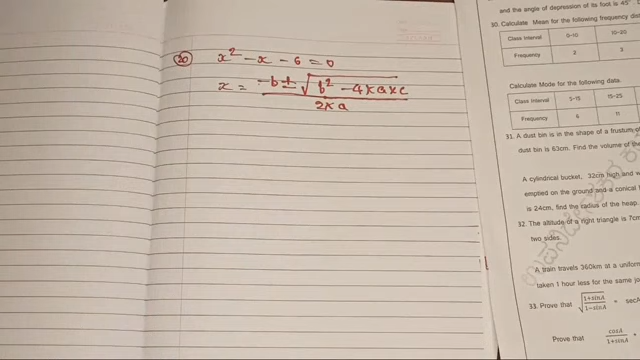 20 x² - x - 6 = 0
x = -b ± √b² - 4 x a x c
2 x a
and the angle of depression of its foot is 45°
30. Calculate Mean for the following frequency
Class Interval 0-10 10-20
Frequency 2 3
Calculate Mode for the following data.
Class Interval 5-15 15-25
Frequency 6 11
31. A dust bin is in the shape of a frustum of
dust bin is 63cm. Find the volume of the
A cylindrical bucket, 32cm high and
emptied on the ground and a conical
is 24cm, find the radius of the heap.
32. The altitude of a right triangle is 7cm
two sides.
A train travels 360km at a uniform
taken 1 hour less for the same
33. Prove that √1+sinA/1-sinA = secA
Prove that cosA/1+sinA +